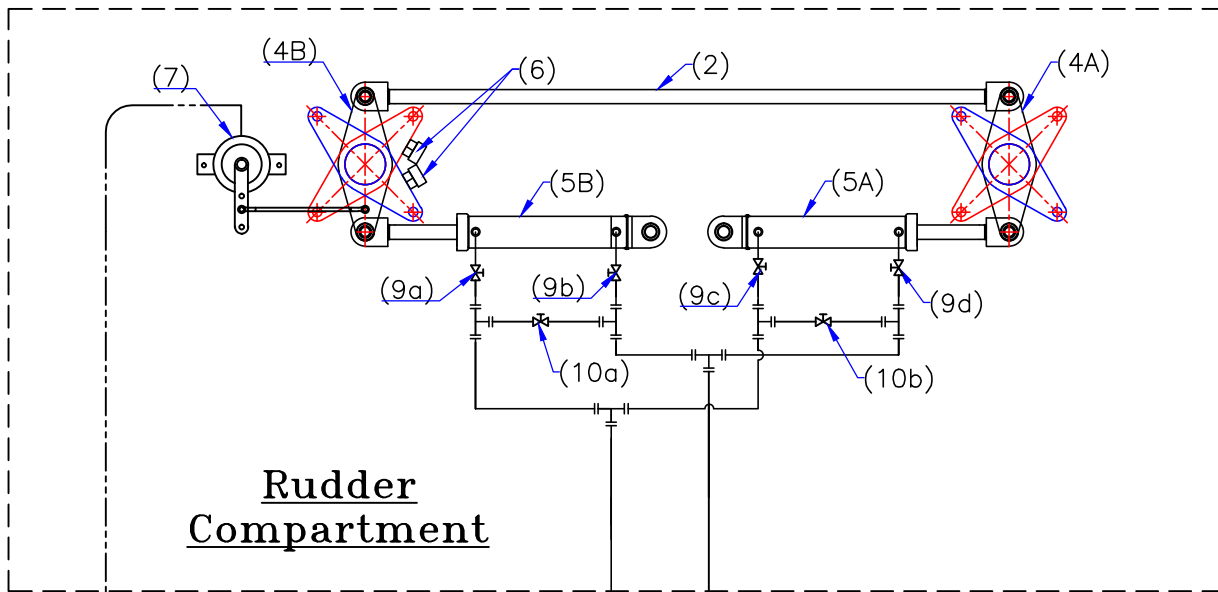 (4B)
(6)
(2)
(4A)
(7)
(5B)
(5A)
(9a)
(9b)
(9c)
(9d)
(10a)
(10b)
Rudder
Compartment